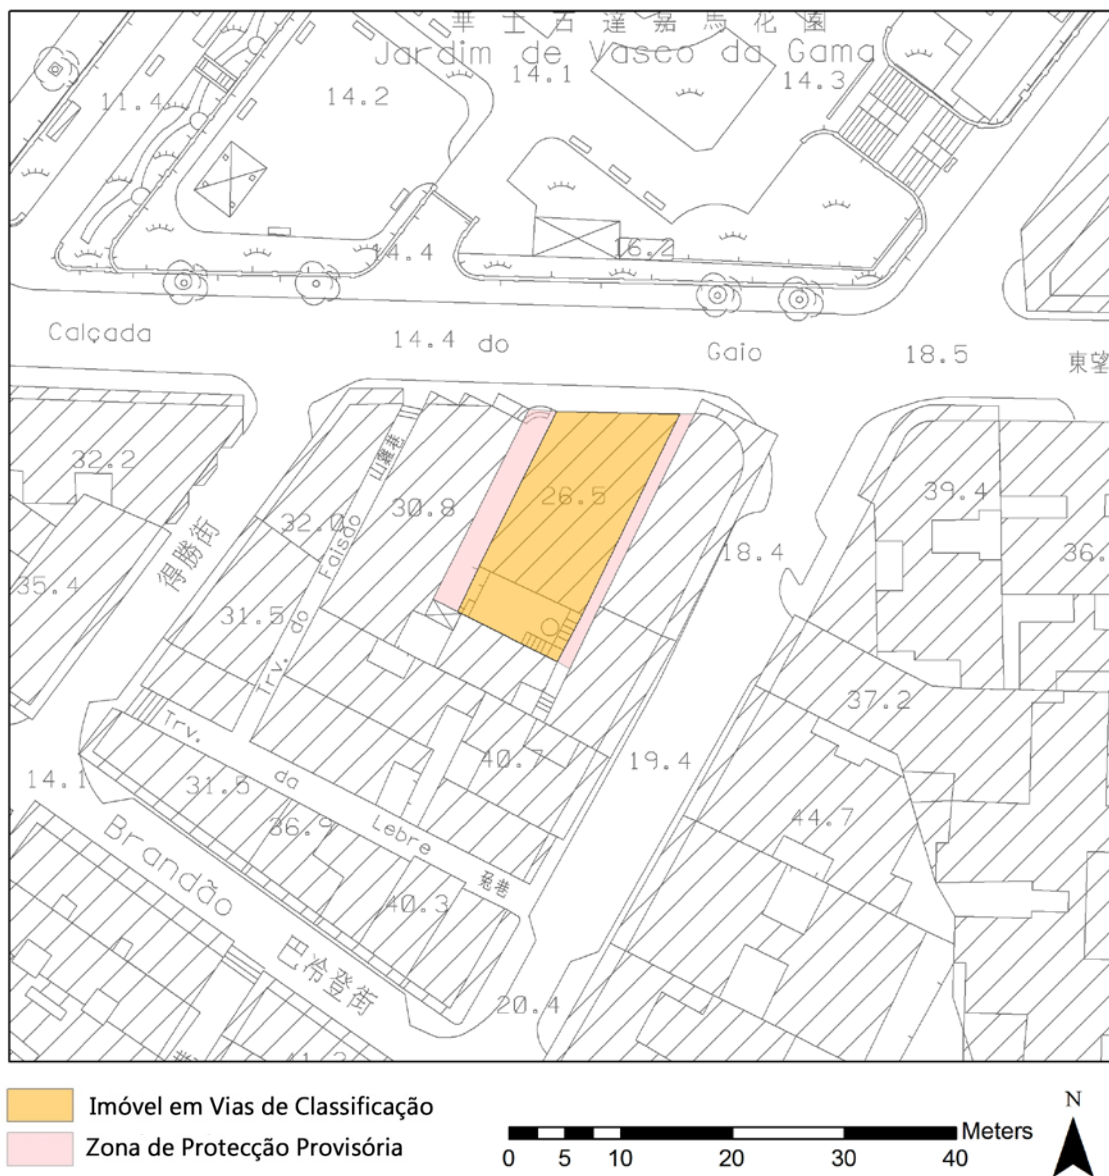 華士古達嘉馬花園
Jardim de Vasco da Gama
14.1
14.3
14.2
11.4
14.4
16.2
Calçada
14.4 do
Gaio
18.5
東望
32.2
山雞巷
30.8
26.5
39.4
32.0
18.4
36.
得勝街
Trv. do Faisão
35.4
31.5
37.2
Trv. da Lebre
兔巷
40.7
19.4
14.1
31.5
36.9
44.7
Brandão
40.3
巴冷登街
20.4
Imóvel em Vias de Classificação
Zona de Protecção Provisória
0 5 10 20 30 40 Meters
N